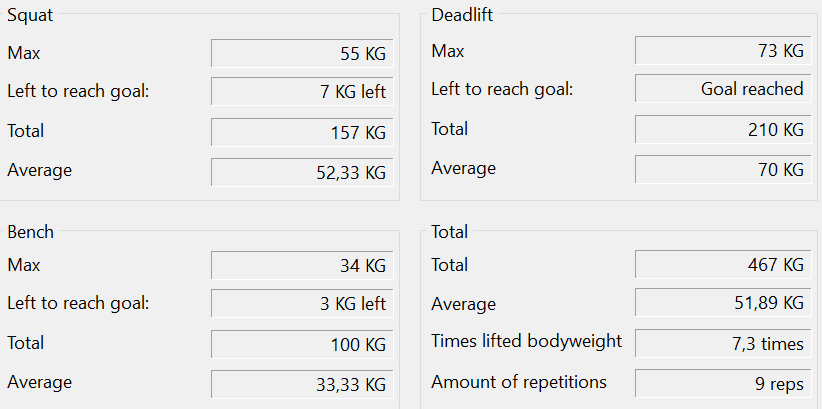 Squat
Max 55 KG
Left to reach goal: 7 KG left
Total 157 KG
Average 52,33 KG
Deadlift
Max 73 KG
Left to reach goal: Goal reached
Total 210 KG
Average 70 KG
Bench
Max 34 KG
Left to reach goal: 3 KG left
Total 100 KG
Average 33,33 KG
Total
Total 467 KG
Average 51,89 KG
Times lifted bodyweight 7,3 times
Amount of repetitions 9 reps